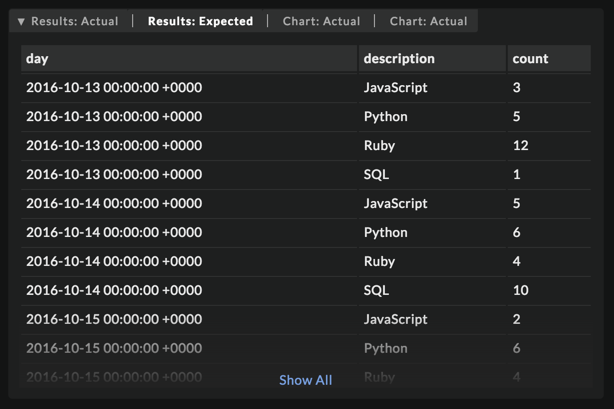 ▼ Results: Actual | Results: Expected | Chart: Actual | Chart: Actual
day description count
2016-10-13 00:00:00 +0000 JavaScript 3
2016-10-13 00:00:00 +0000 Python 5
2016-10-13 00:00:00 +0000 Ruby 12
2016-10-13 00:00:00 +0000 SQL 1
2016-10-14 00:00:00 +0000 JavaScript 5
2016-10-14 00:00:00 +0000 Python 6
2016-10-14 00:00:00 +0000 Ruby 4
2016-10-14 00:00:00 +0000 SQL 10
2016-10-15 00:00:00 +0000 JavaScript 2
2016-10-15 00:00:00 +0000 Python 6
2016-10-15 00:00:00 +0000 Ruby 4
Show All